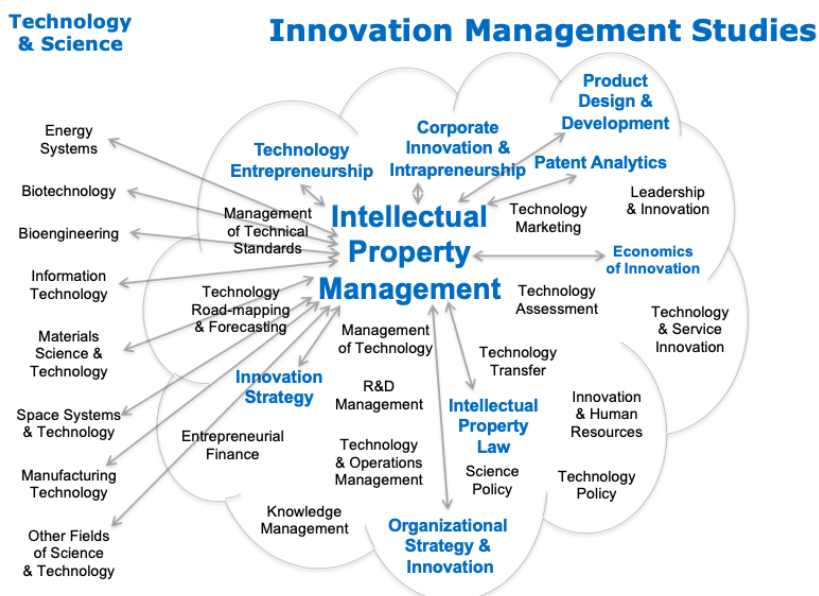 Technology
& Science
Innovation Management Studies
Energy
Systems
Biotechnology
Bioengineering
Information
Technology
Materials
Science &
Technology
Space Systems
& Technology
Manufacturing
Technology
Other Fields
of Science
& Technology
Technology
Entrepreneurship
Corporate
Innovation &
Intrapreneurship
Product
Design &
Development
Patent Analytics
Leadership
& Innovation
Management
of Technical
Standards
Intellectual
Property
Management
Technology
Marketing
Economics
of Innovation
Technology
Road-mapping
& Forecasting
Technology
Assessment
Technology
& Service
Innovation
Management
of Technology
Technology
Transfer
Innovation
Strategy
R&D
Management
Intellectual
Property
Law
Innovation
& Human
Resources
Entrepreneurial
Finance
Technology
& Operations
Management
Science
Policy
Technology
Policy
Knowledge
Management
Organizational
Strategy &
Innovation